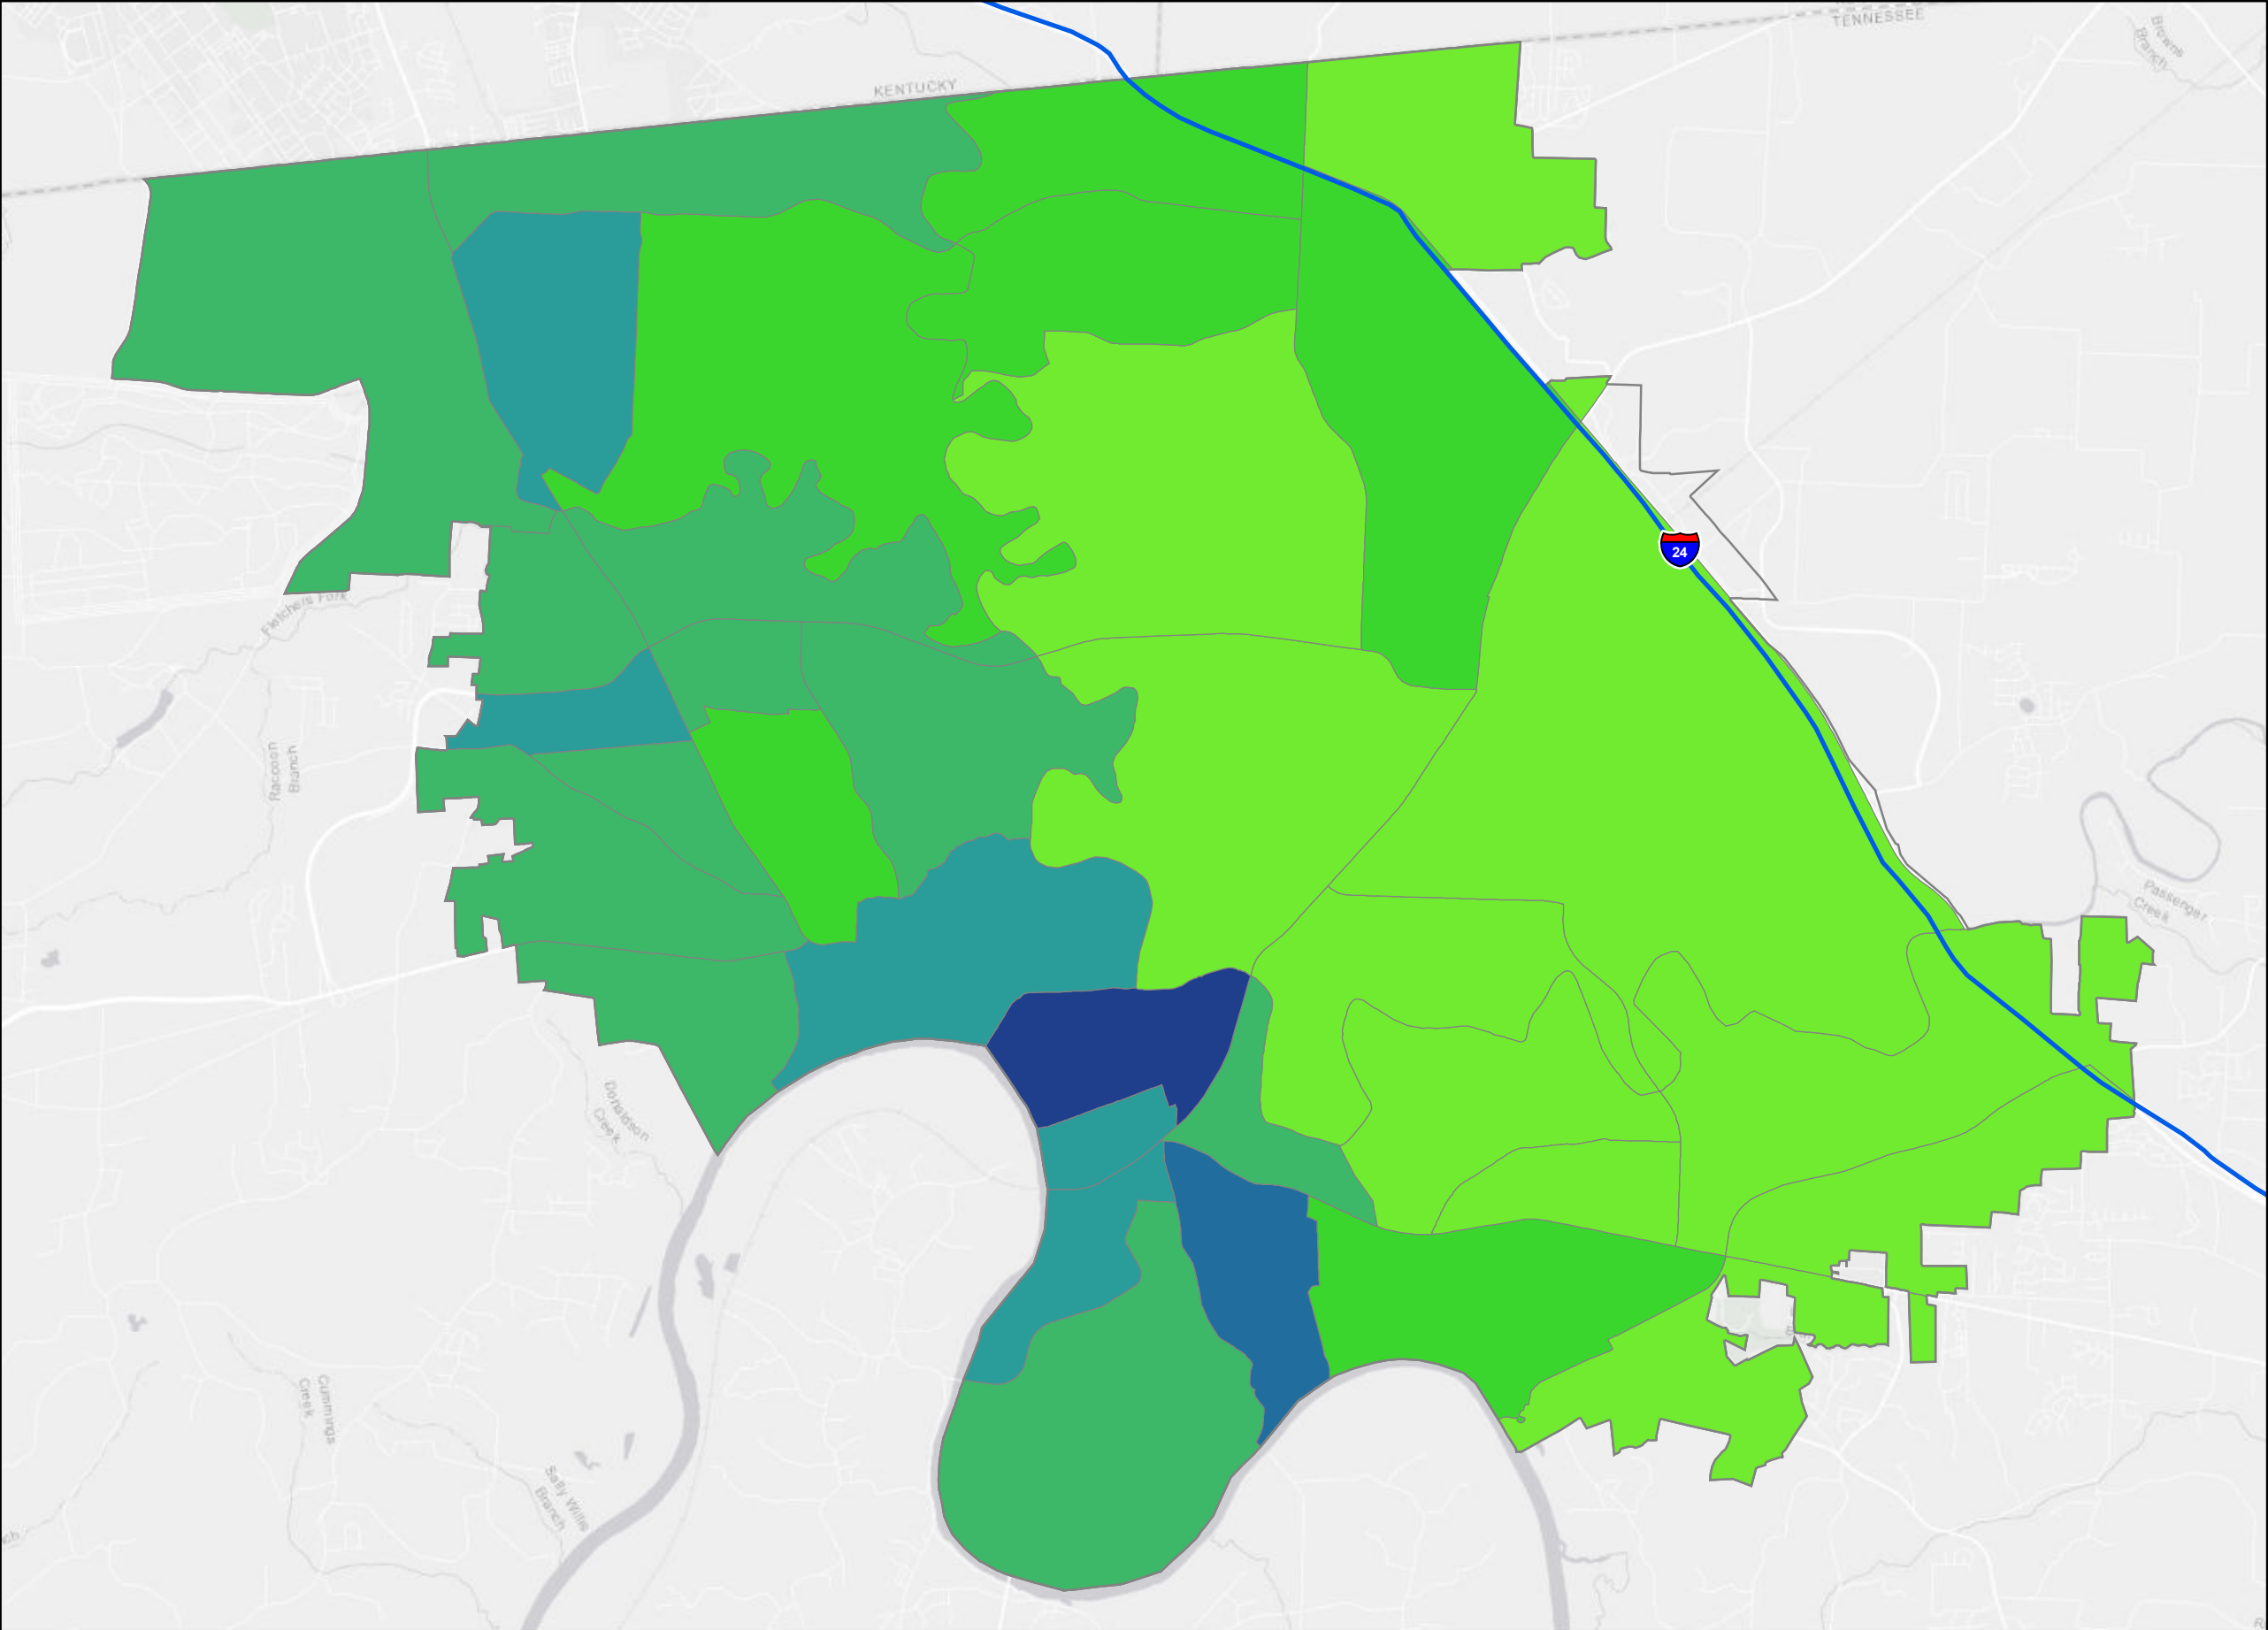 TENNESSEE
Browns
Branch
KENTUCKY
24
Fletchers Fork
Raccoon
Branch
Passenger
Creek
Donaldson
Creek
Cummings
Creek
Sally Willis
Branch